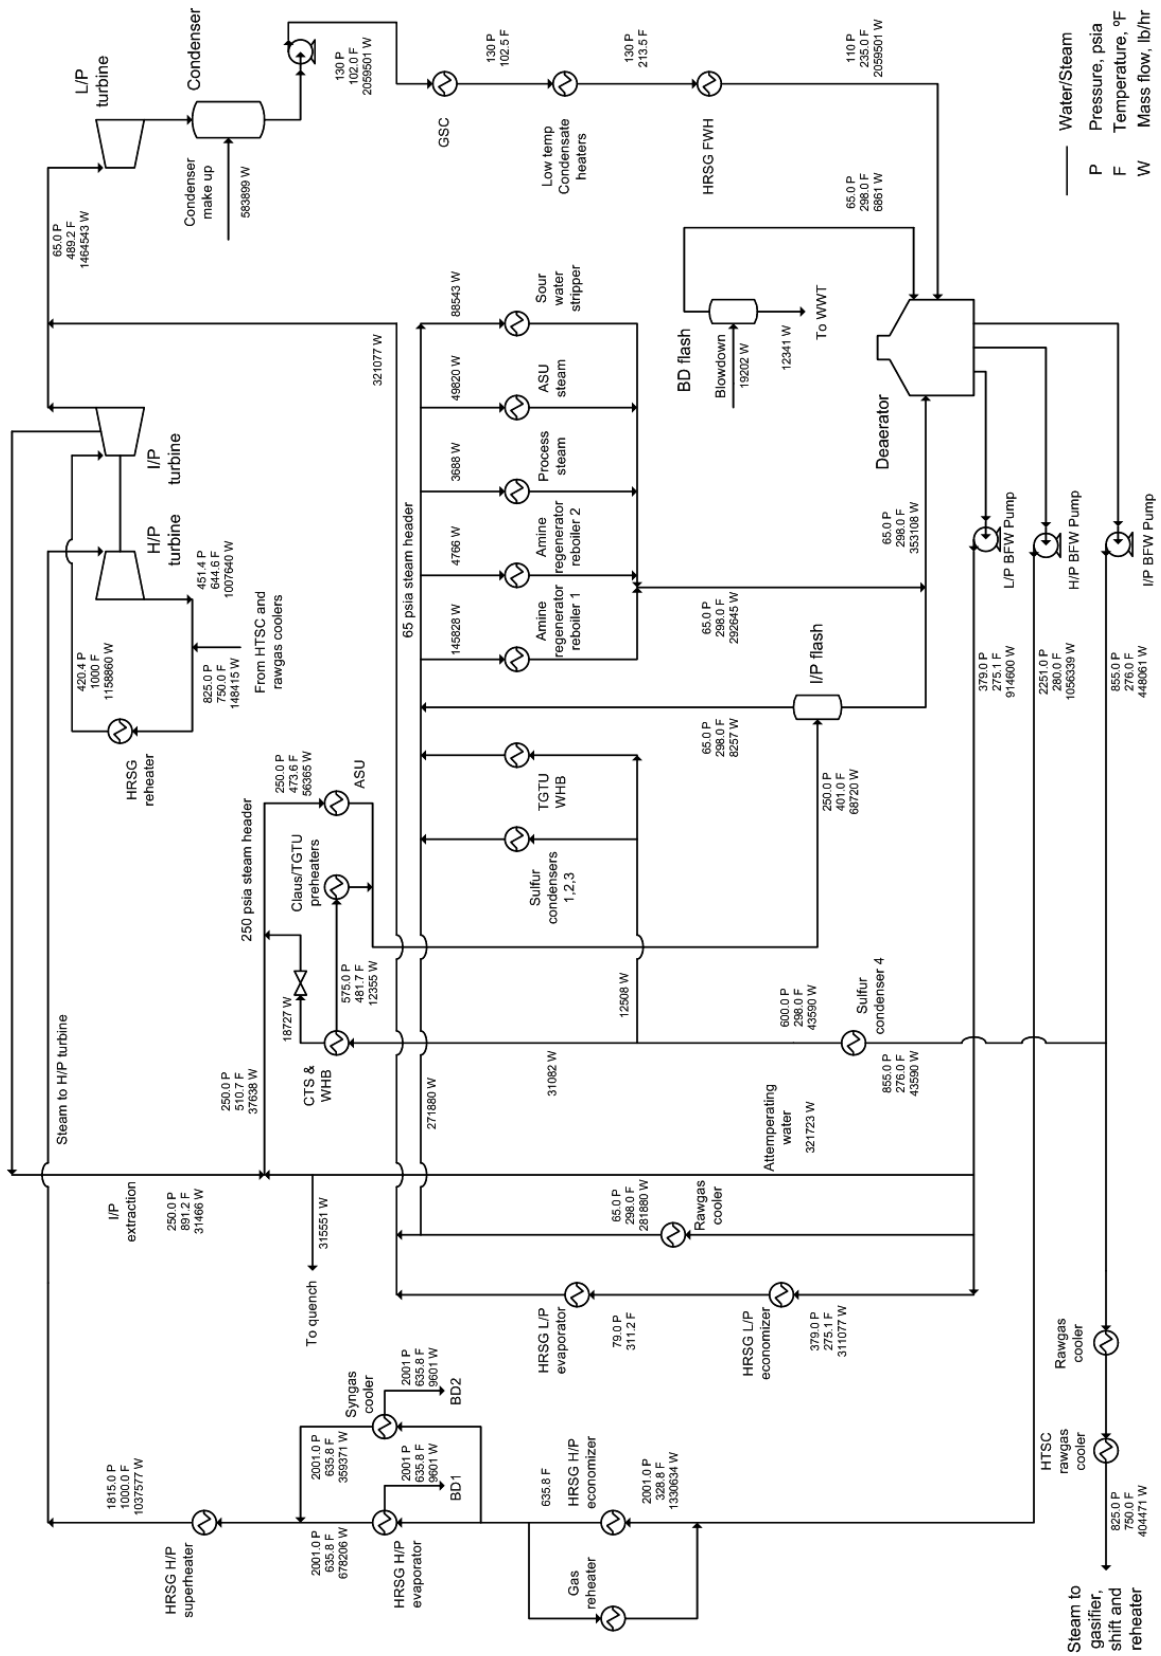 L/P
turbine
Condenser
65.0 P
489.2 F
1464543 W
Condenser
make up
583899 W
130 P
102.0 F
2059501 W
130 P
102.5 F
GSC
130 P
213.5 F
Low temp
Condensate
heaters
110 P
235.0 F
2059501 W
HRSG FWH
Water/Steam
P Pressure, psia
F Temperature, ºF
W Mass flow, lb/hr
I/P
turbine
H/P
turbine
451.4 P
644.6 F
1007640 W
From HTSC and
rawgas coolers
825.0 P
750.0 F
148415 W
420.4 P
1000 F
1158860 W
HRSG
reheater
321077 W
65 psia steam header
88543 W
Sour
water
stripper
49820 W
ASU
steam
3688 W
Process
steam
4766 W
Amine
regenerator
reboiler 2
145828 W
Amine
regenerator
reboiler 1
65.0 P
298.0 F
6861 W
BD flash
Blowdown
19202 W
12341 W
To WWT
Deaerator
65.0 P
298.0 F
353108 W
65.0 P
298.0 F
292645 W
I/P flash
65.0 P
298.0 F
8257 W
250.0 P
401.0 F
68720 W
L/P BFW Pump
H/P BFW Pump
I/P BFW Pump
379.0 P
275.1 F
914600 W
2251.0 P
280.0 F
1056339 W
855.0 P
276.0 F
448061 W
250 psia steam header
250.0 P
473.6 F
56365 W
ASU
Claus/TGTU
preheaters
575.0 P
481.7 F
12355 W
18727 W
CTS &
WHB
250.0 P
510.7 F
37638 W
TGTU
WHB
Sulfur
condensers
1,2,3
12508 W
31082 W
271880 W
600.0 P
298.0 F
43590 W
Sulfur
condenser 4
855.0 P
276.0 F
43590 W
Steam to H/P turbine
I/P
extraction
250.0 P
891.2 F
31466 W
315551 W
To quench
Attemperating
water
321723 W
65.0 P
298.0 F
281880 W
Rawgas
cooler
HRSG L/P
evaporator
79.0 P
311.2 F
HRSG L/P
economizer
379.0 P
275.1 F
311077 W
Rawgas
cooler
HTSC
rawgas
cooler
825.0 P
750.0 F
404471 W
Steam to
gasifier,
shift and
reheater
1815.0 P
1000.0 F
1037577 W
HRSG H/P
superheater
Syngas
cooler
2001 P
635.8 F
9601 W
BD2
2001.0 P
635.8 F
359371 W
2001 P
635.8 F
9601 W
BD1
2001.0 P
635.8 F
678206 W
HRSG H/P
evaporator
635.8 F
HRSG H/P
economizer
2001.0 P
328.8 F
1330634 W
Gas
reheater